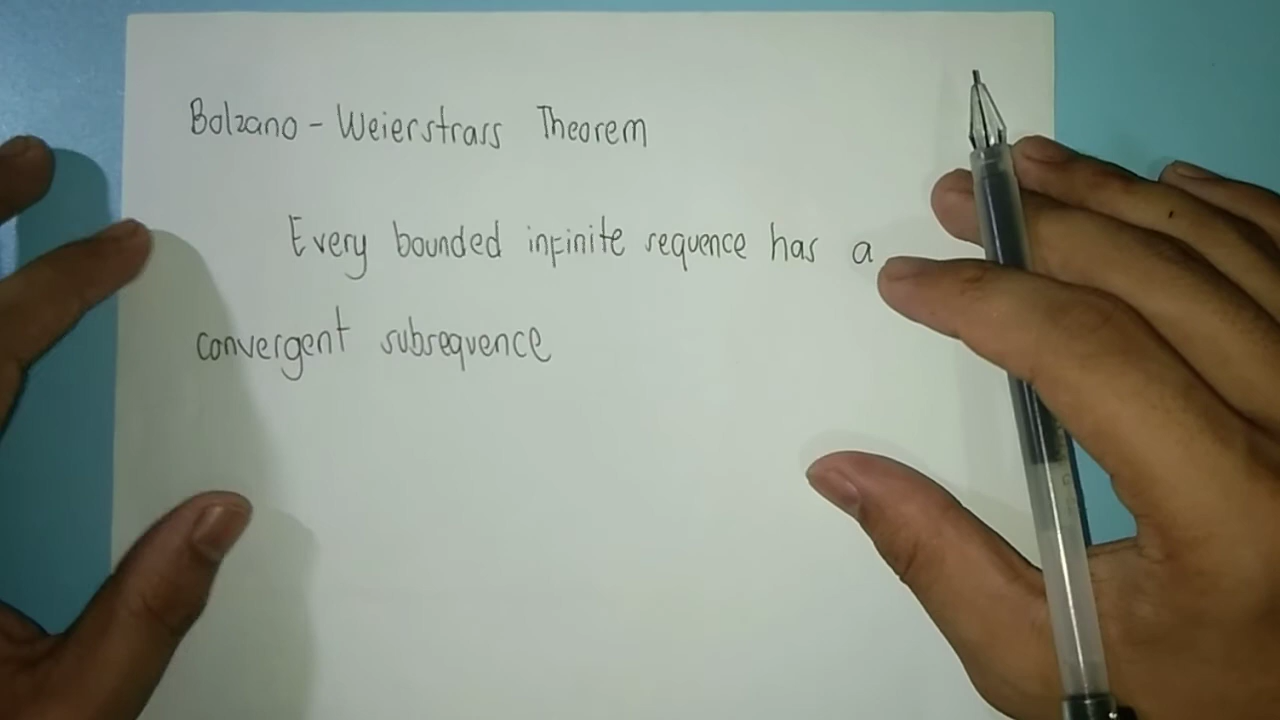 Bolzano - Weierstrass Theorem
Every bounded infinite sequence has a
convergent subsequence